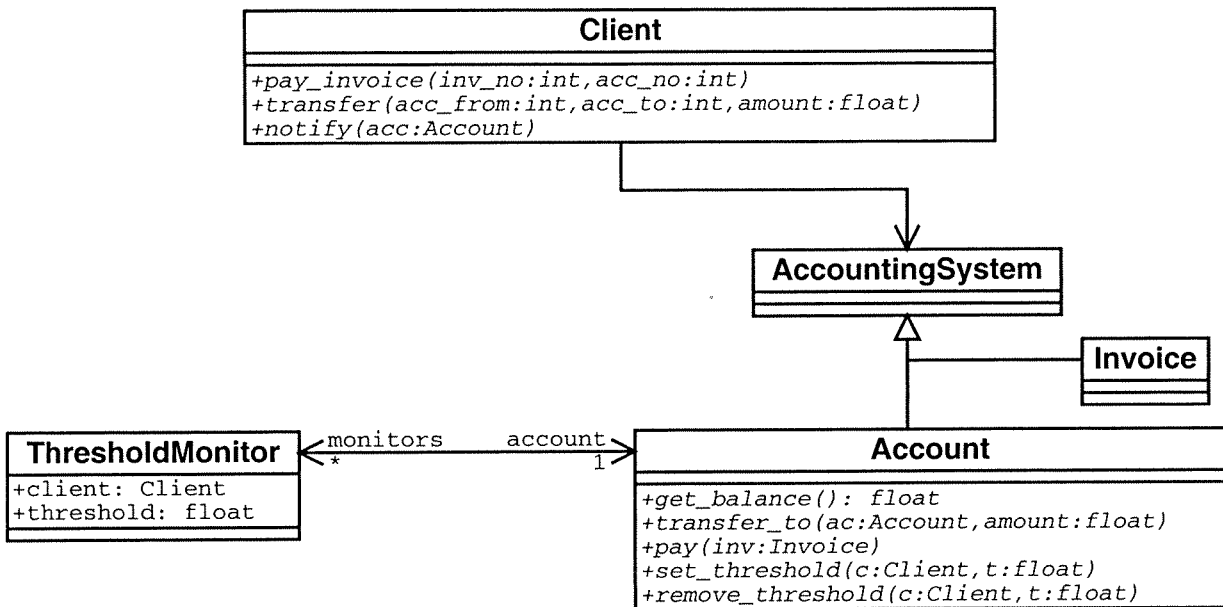 Client
+pay_invoice(inv_no:int,acc_no:int)
+transfer(acc_from:int,acc_to:int,amount:float)
+notify(acc:Account)
AccountingSystem
Invoice
ThresholdMonitor
+client: Client
+threshold: float
monitors
*
account
1
Account
+get_balance(): float
+transfer_to(ac:Account,amount:float)
+pay(inv:Invoice)
+set_threshold(c:Client,t:float)
+remove_threshold(c:Client,t:float)